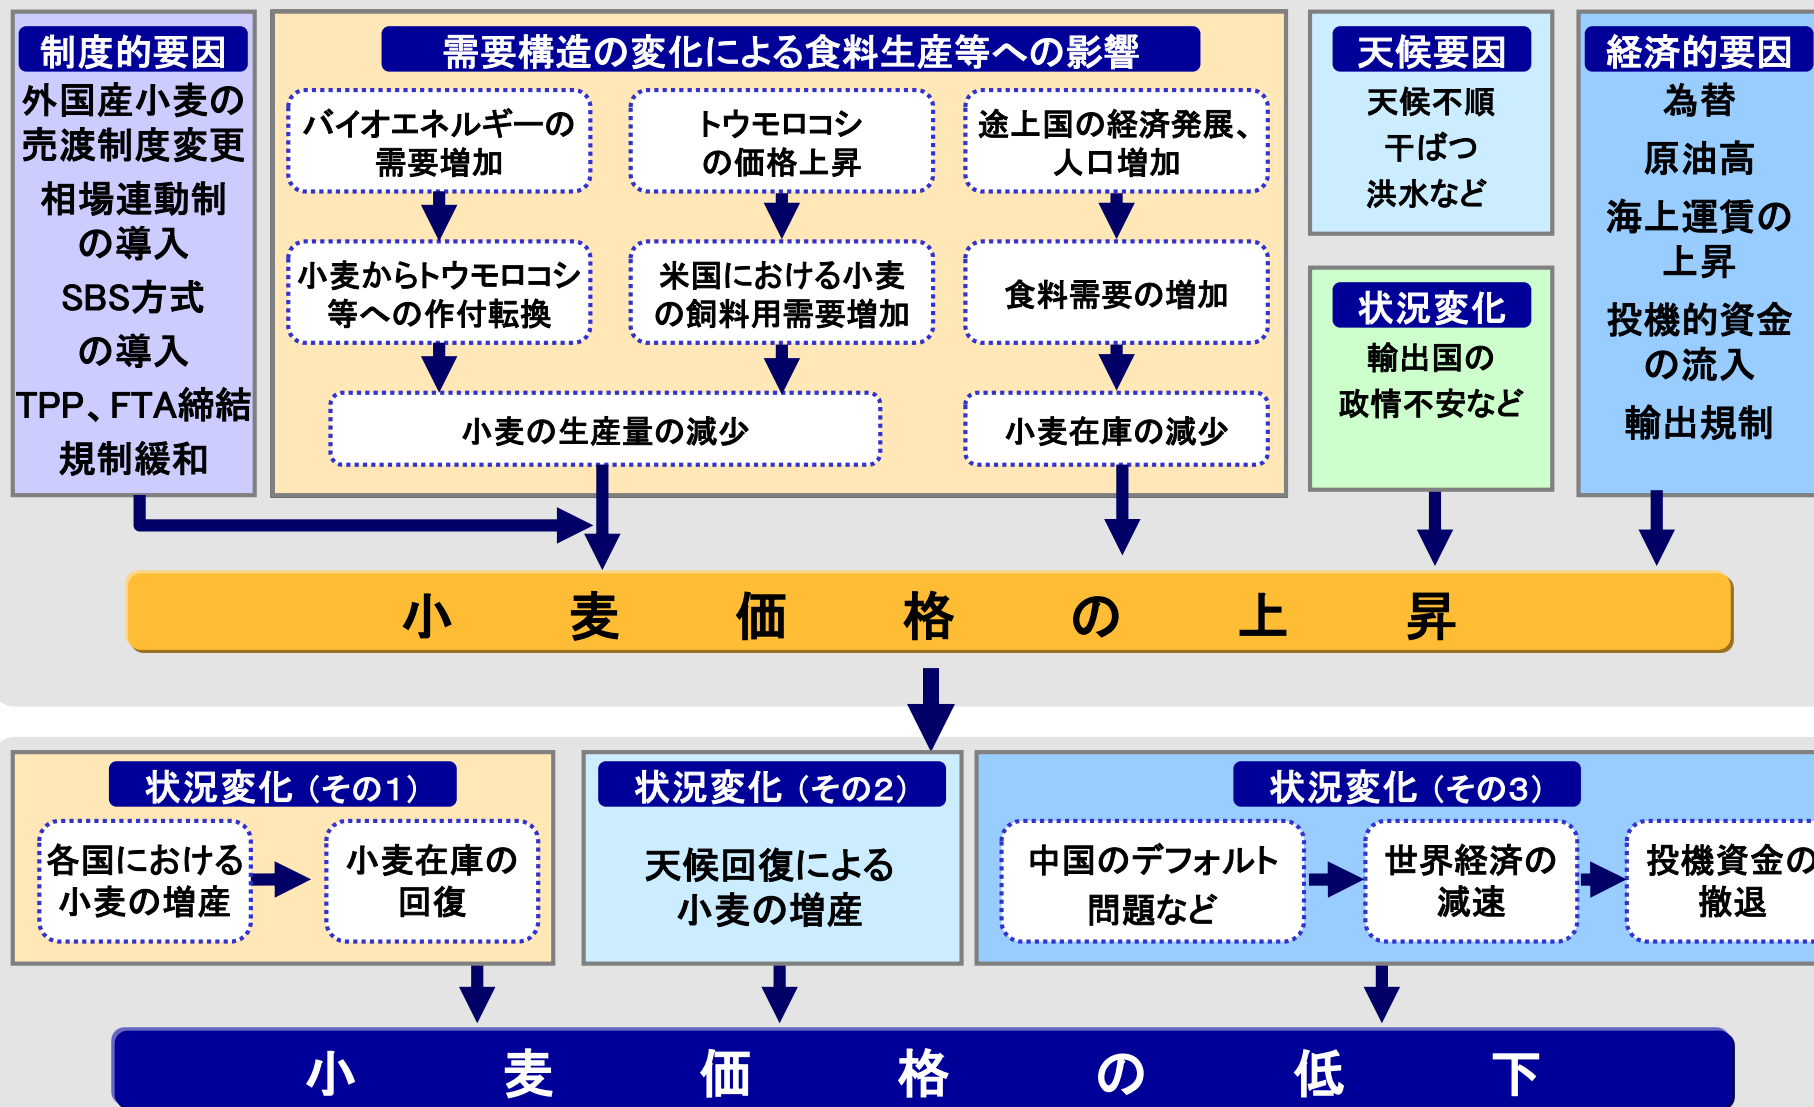 制度的要因
外国産小麦の
売渡制度変更
相場連動制
の導入
SBS方式
の導入
TPP、FTA締結
規制緩和
需要構造の変化による食料生産等への影響
バイオエネルギーの
需要増加
トウモロコシ
の価格上昇
途上国の経済発展、
人口増加
小麦からトウモロコシ
等への作付転換
米国における小麦
の飼料用需要増加
食料需要の増加
小麦の生産量の減少
小麦在庫の減少
天候要因
天候不順
干ばつ
洪水など
状況変化
輸出国の
政情不安など
経済的要因
為替
原油高
海上運賃の
上昇
投機的資金
の流入
輸出規制
小麦価格の上昇
状況変化（その１）
各国における
小麦の増産
小麦在庫の
回復
状況変化（その２）
天候回復による
小麦の増産
状況変化（その３）
中国のデフォルト
問題など
世界経済の
減速
投機資金の
撤退
小麦価格の低下